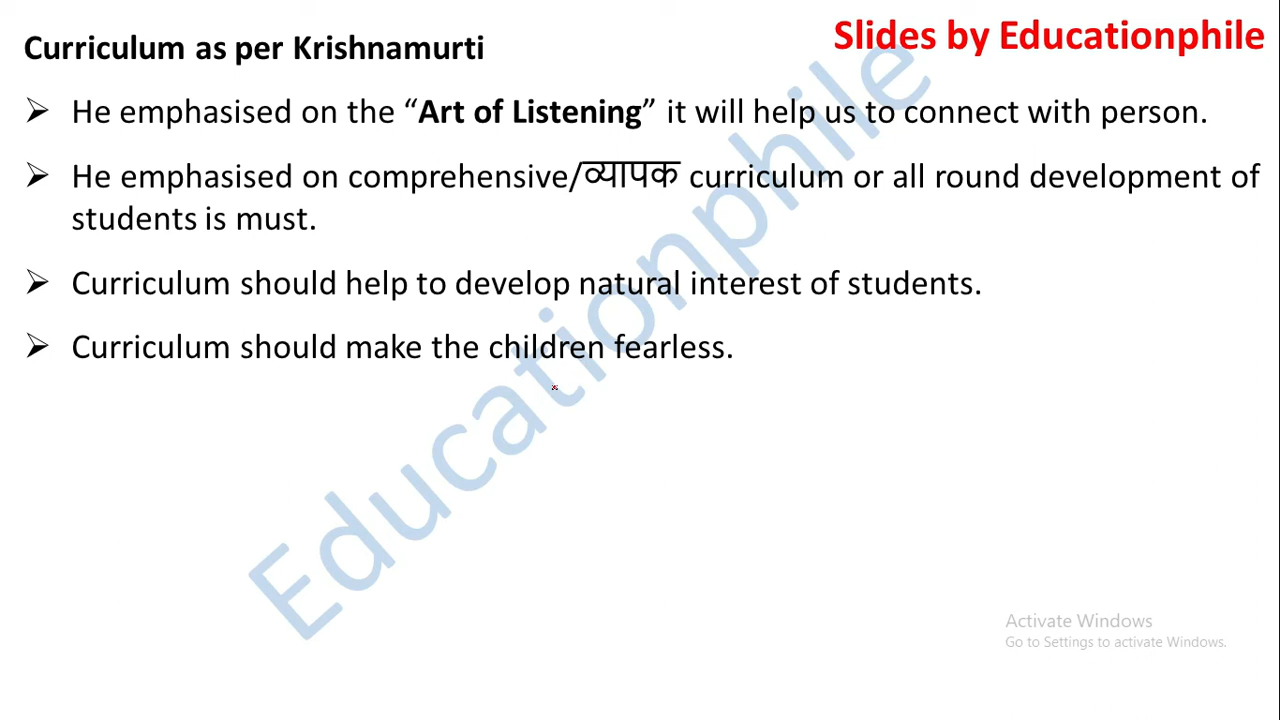 Curriculum as per Krishnamurti
Slides by Educationphile
➢ He emphasised on the “Art of Listening” it will help us to connect with person.
➢ He emphasised on comprehensive/व्यापक curriculum or all round development of
students is must.
➢ Curriculum should help to develop natural interest of students.
➢ Curriculum should make the children fearless.
Educationphile
Activate Windows
Go to Settings to activate Windows.